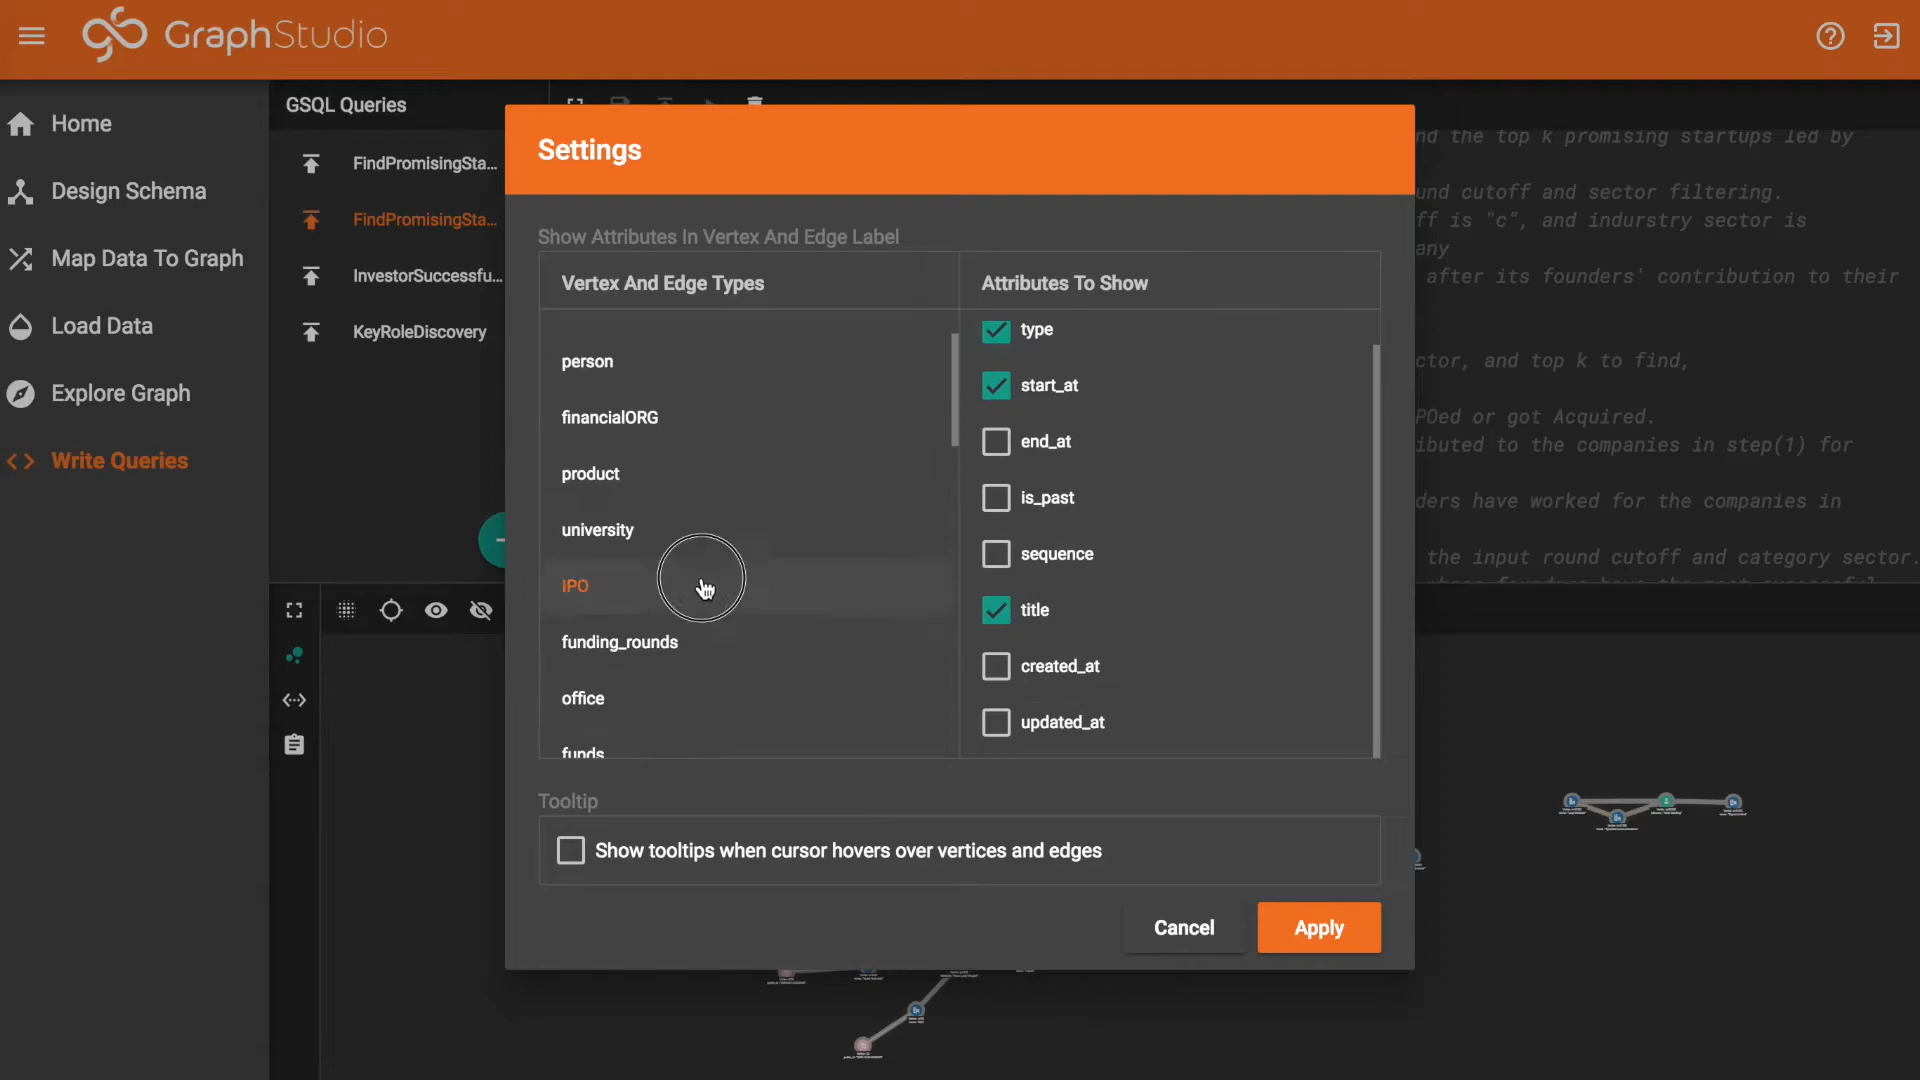 GraphStudio
Home
Design Schema
Map Data To Graph
Load Data
Explore Graph
Write Queries
GSQL Queries
FindPromisingSta...
FindPromisingSta...
InvestorSuccessfu...
KeyRoleDiscovery
Settings
Show Attributes In Vertex And Edge Label
Vertex And Edge Types
Attributes To Show
person
financialORG
product
university
IPO
funding_rounds
office
funds
type
start_at
end_at
is_past
sequence
title
created_at
updated_at
Tooltip
Show tooltips when cursor hovers over vertices and edges
Cancel
Apply
nd the top k promising startups led by
und cutoff and sector filtering.
ff is "c", and indurstry sector is
any
after its founders' contribution to their
ctor, and top k to find,
POed or got Acquired.
ibuted to the companies in step(1) for
ders have worked for the companies in
the input round cutoff and category sector.